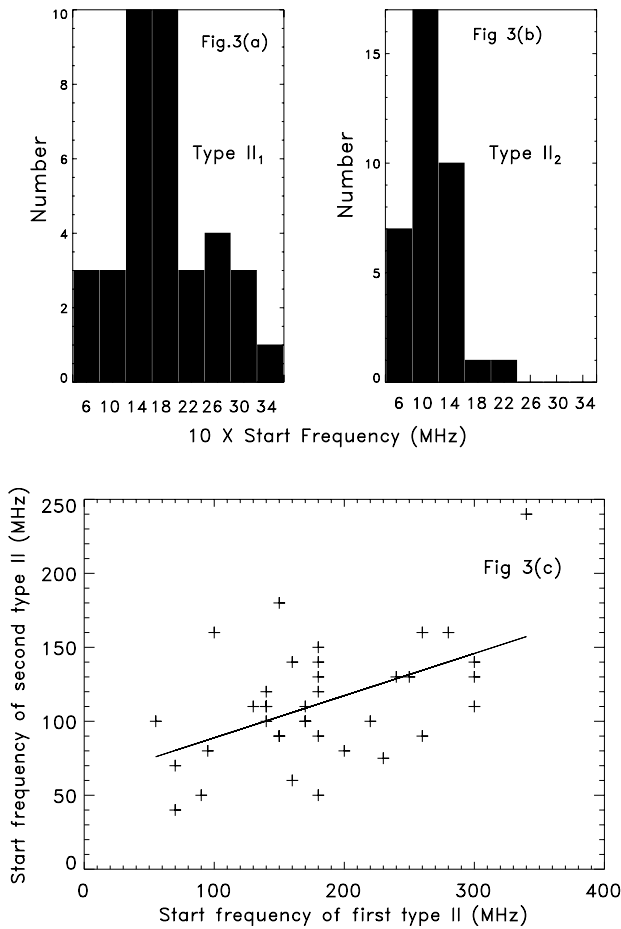 10
8
6
4
2
0
Number
Fig.3(a)
Type II1
6 10 14 18 22 26 30 34
15
10
5
0
Number
Fig 3(b)
Type II2
6 10 14 18 22 26 30 34
10 X Start Frequency (MHz)
250
200
150
100
50
0
Start frequency of second type II (MHz)
Fig 3(c)
0 100 200 300 400
Start frequency of first type II (MHz)